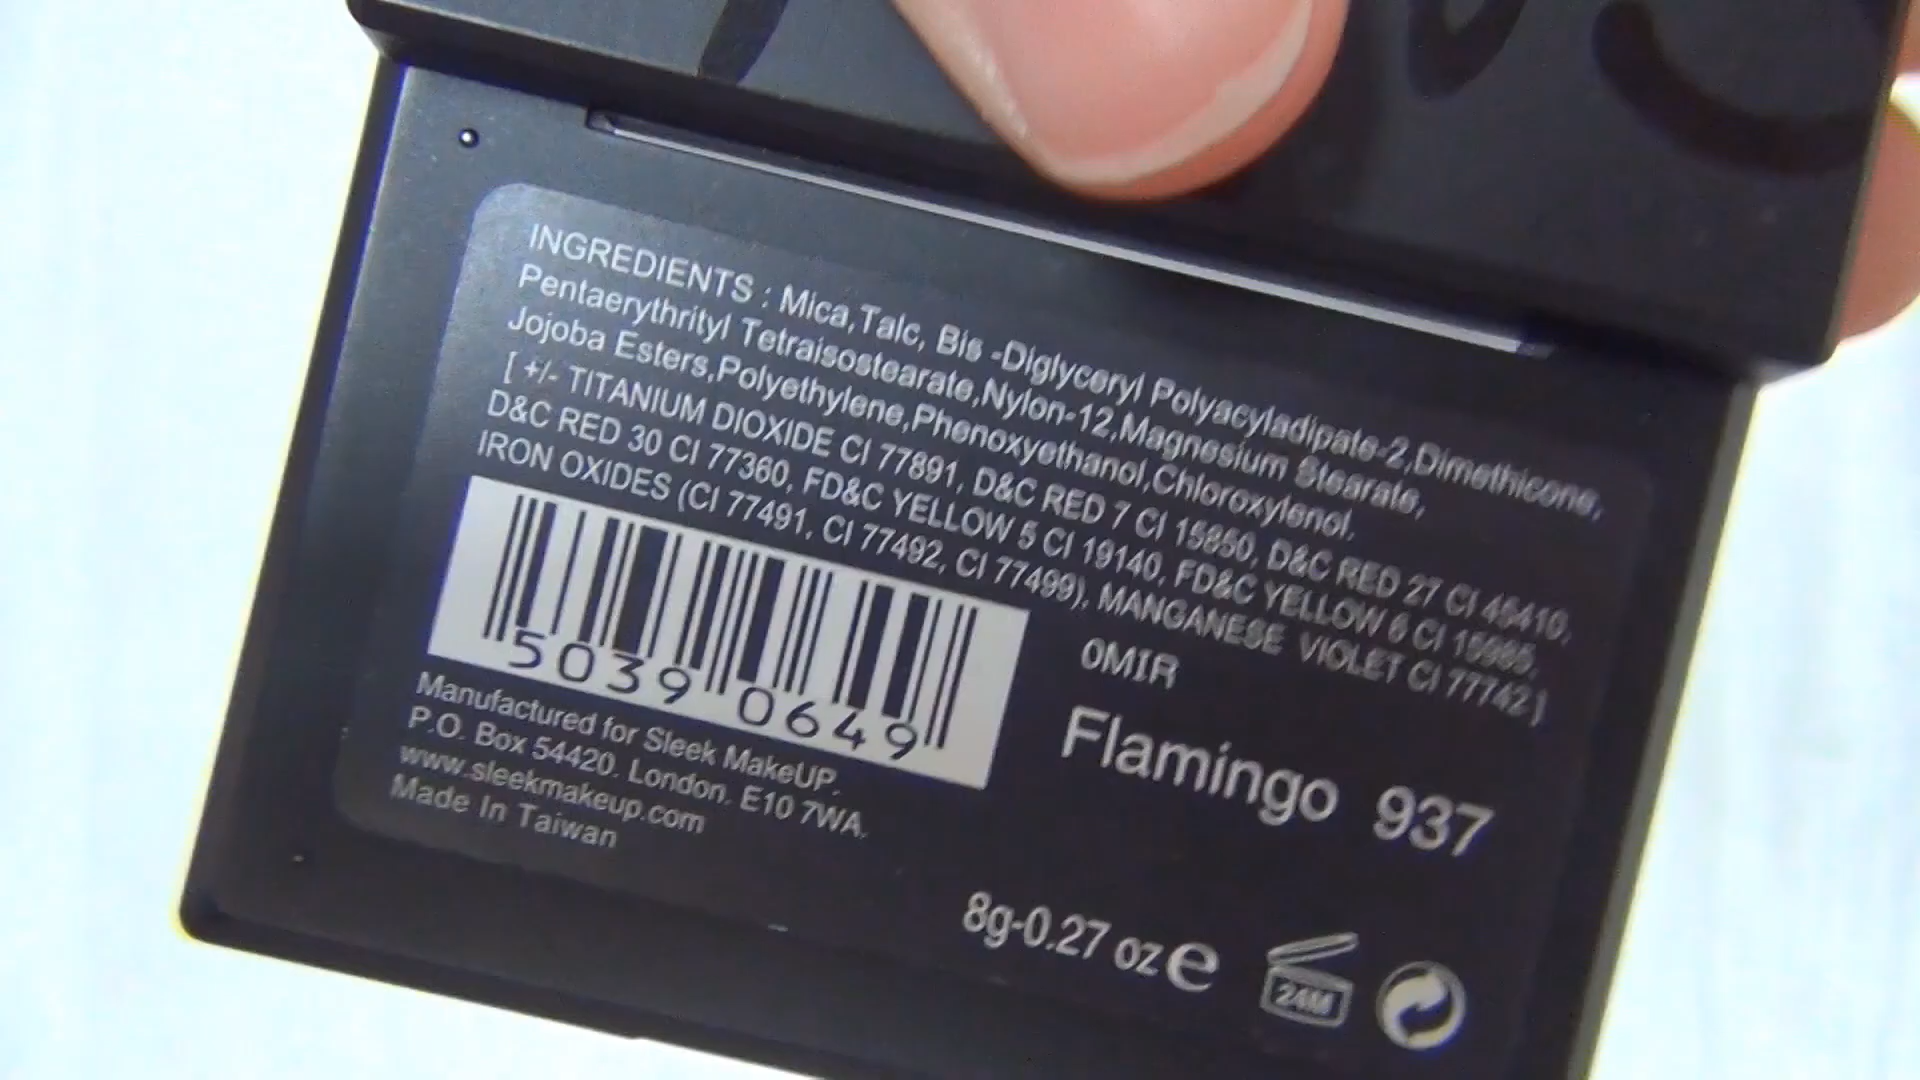 INGREDIENTS : Mica,Talc, Bis -Diglyceryl Polyacyladipate-2,Dimethicone,
Pentaerythrityl Tetraisostearate,Nylon-12,Magnesium Stearate,
Jojoba Esters,Polyethylene,Phenoxyethanol,Chloroxylenol.
[ +/- TITANIUM DIOXIDE CI 77891, D&C RED 7 CI 15850, D&C RED 27 CI 45410,
D&C RED 30 CI 77360, FD&C YELLOW 5 CI 19140, FD&C YELLOW 6 CI 15985,
IRON OXIDES (CI 77491, CI 77492, CI 77499), MANGANESE VIOLET CI 77742 ]
5039 0649
0MIR
Flamingo 937
Manufactured for Sleek MakeUP.
P.O. Box 54420. London. E10 7WA.
www.sleekmakeup.com
Made In Taiwan
8g-0.27 oz e
24M